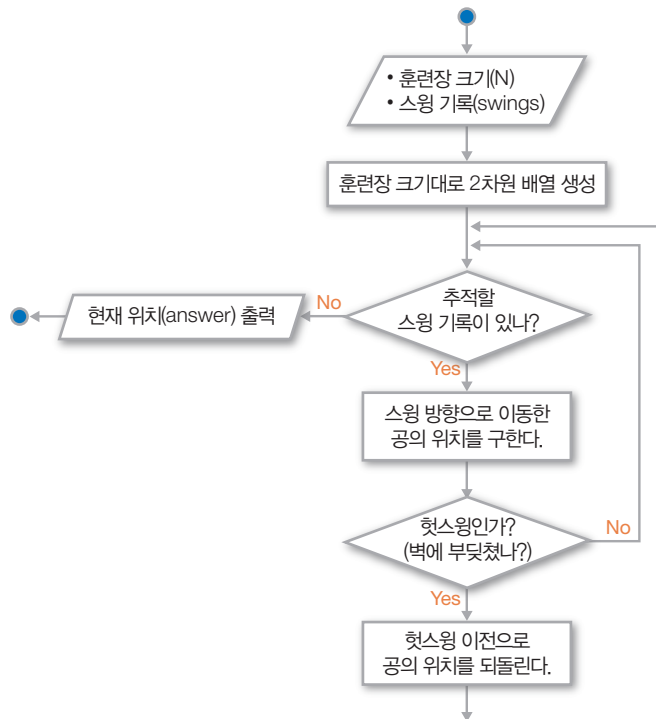 • 훈련장 크기(N)
• 스윙 기록(swings)
훈련장 크기대로 2차원 배열 생성
추적할
스윙 기록이 있나?
No
현재 위치(answer) 출력
Yes
스윙 방향으로 이동한
공의 위치를 구한다.
헛스윙인가?
(벽에 부딪쳤나?)
No
Yes
헛스윙 이전으로
공의 위치를 되돌린다.